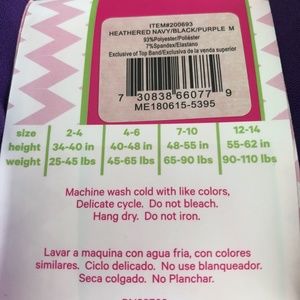 ITEM#200693
HEATHERED NAVY/BLACK/PURPLE M
93%Polyester/Poliéster
7%Spandex/Elastano
Exclusive of Top Band/Exclusiva de la venda superior
7 30838 66077 9
ME180615-5395
size 2-4 4-6 7-10 12-14
height 34-40 in 40-48 in 48-55 in 55-62 in
weight 25-45 lbs 45-65 lbs 65-90 lbs 90-110 lbs
Machine wash cold with like colors,
Delicate cycle. Do not bleach.
Hang dry. Do not iron.
Lavar a maquina con agua fria, con colores
similares. Ciclo delicado. No use blanqueador.
Seca colgado. No Planchar.